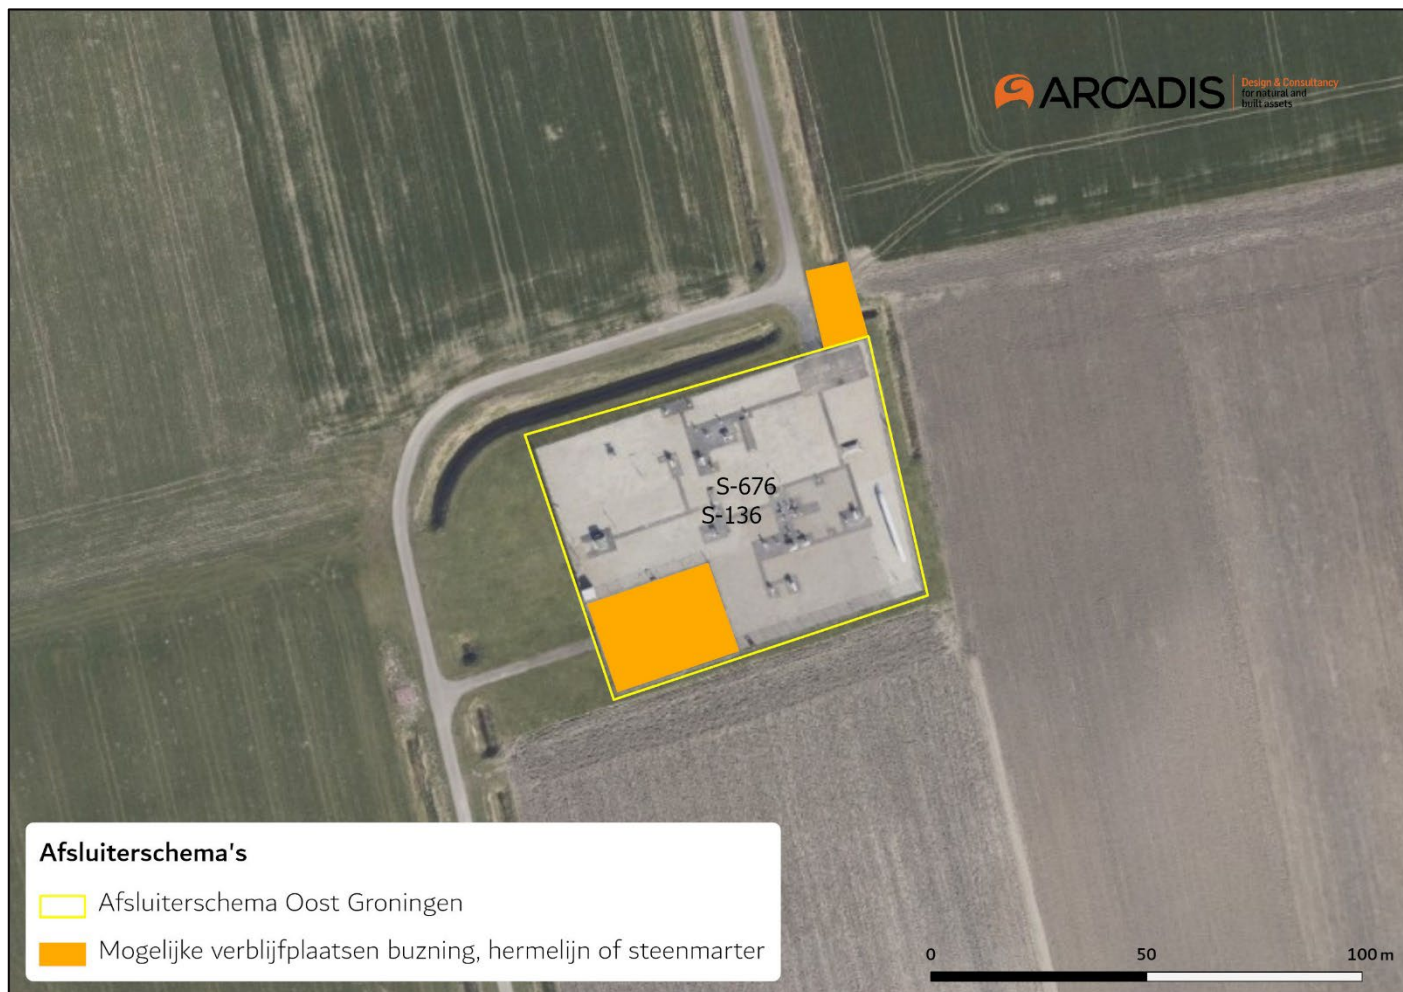 ARCADIS
Design & Consultancy
for natural and
built assets
S-676
S-136
Afsluiterschema's
Afsluiterschema Oost Groningen
Mogelijke verblijfplaatsen buzning, hermelijn of steenmarter
0 50 100 m